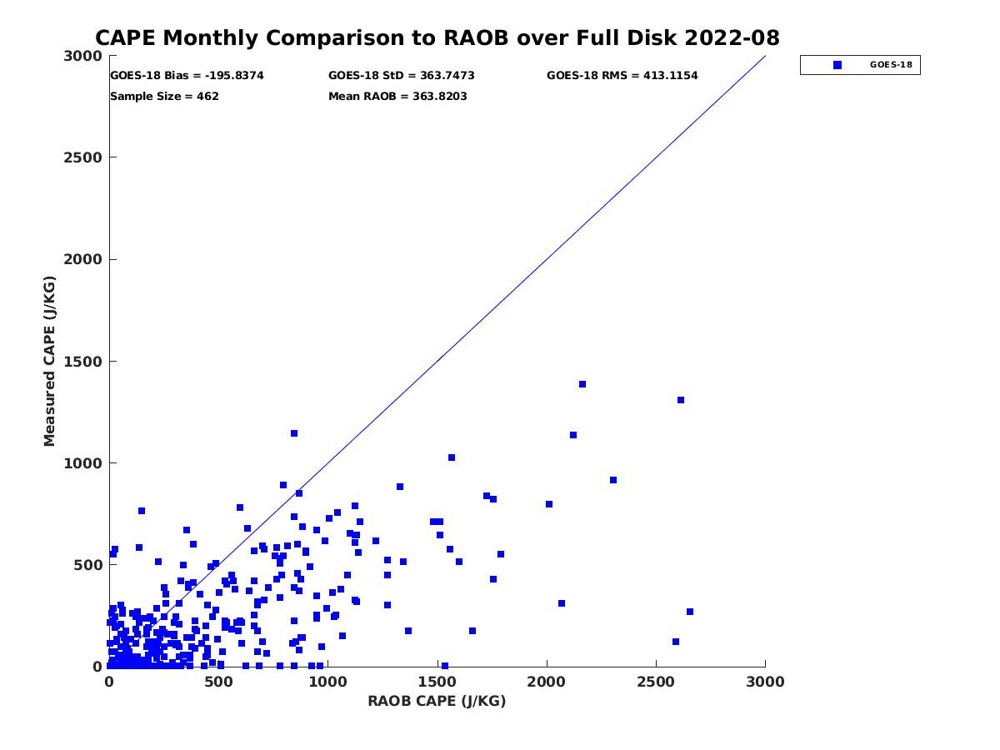 CAPE Monthly Comparison to RAOB over Full Disk 2022-08
GOES-18
GOES-18 Bias = -195.8374 GOES-18 StD = 363.7473 GOES-18 RMS = 413.1154
Sample Size = 462 Mean RAOB = 363.8203
3000
2500
2000
1500
1000
500
0
Measured CAPE (J/KG)
0 500 1000 1500 2000 2500 3000
RAOB CAPE (J/KG)